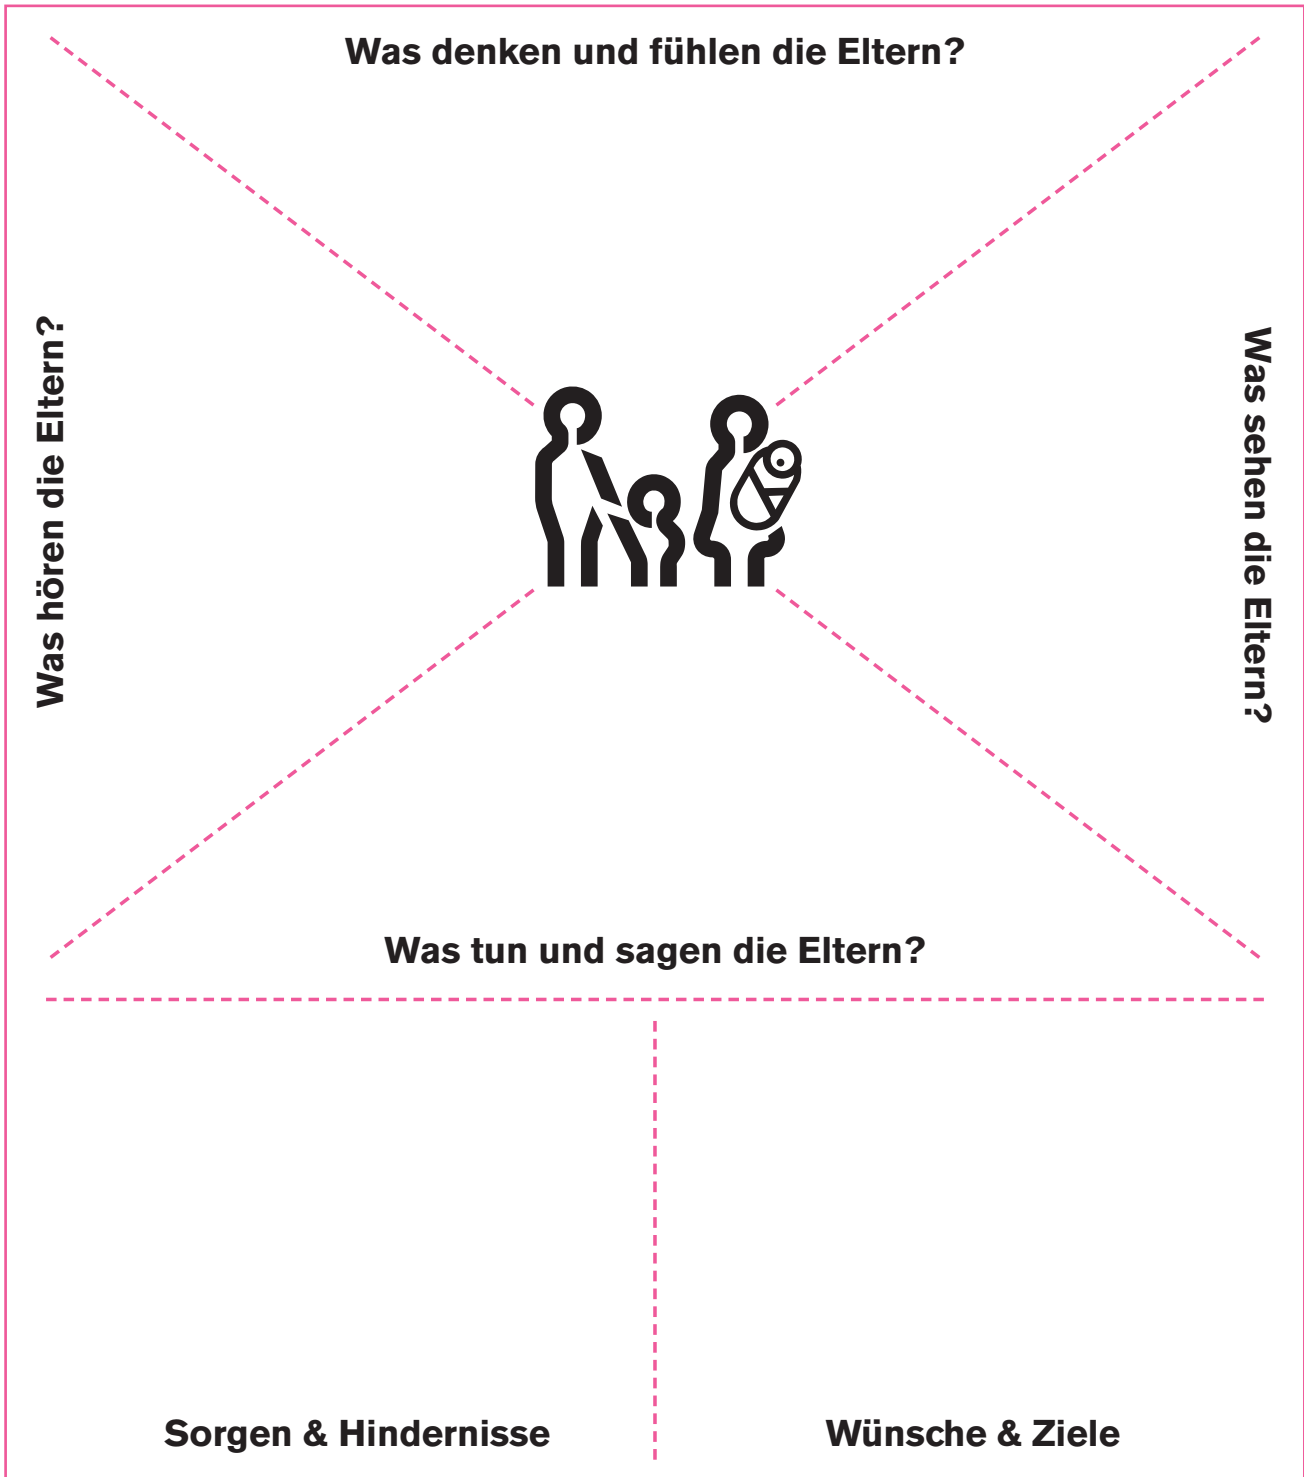 Was denken und fühlen die Eltern?
Was hören die Eltern?
Was sehen die Eltern?
Was tun und sagen die Eltern?
Sorgen & Hindernisse
Wünsche & Ziele